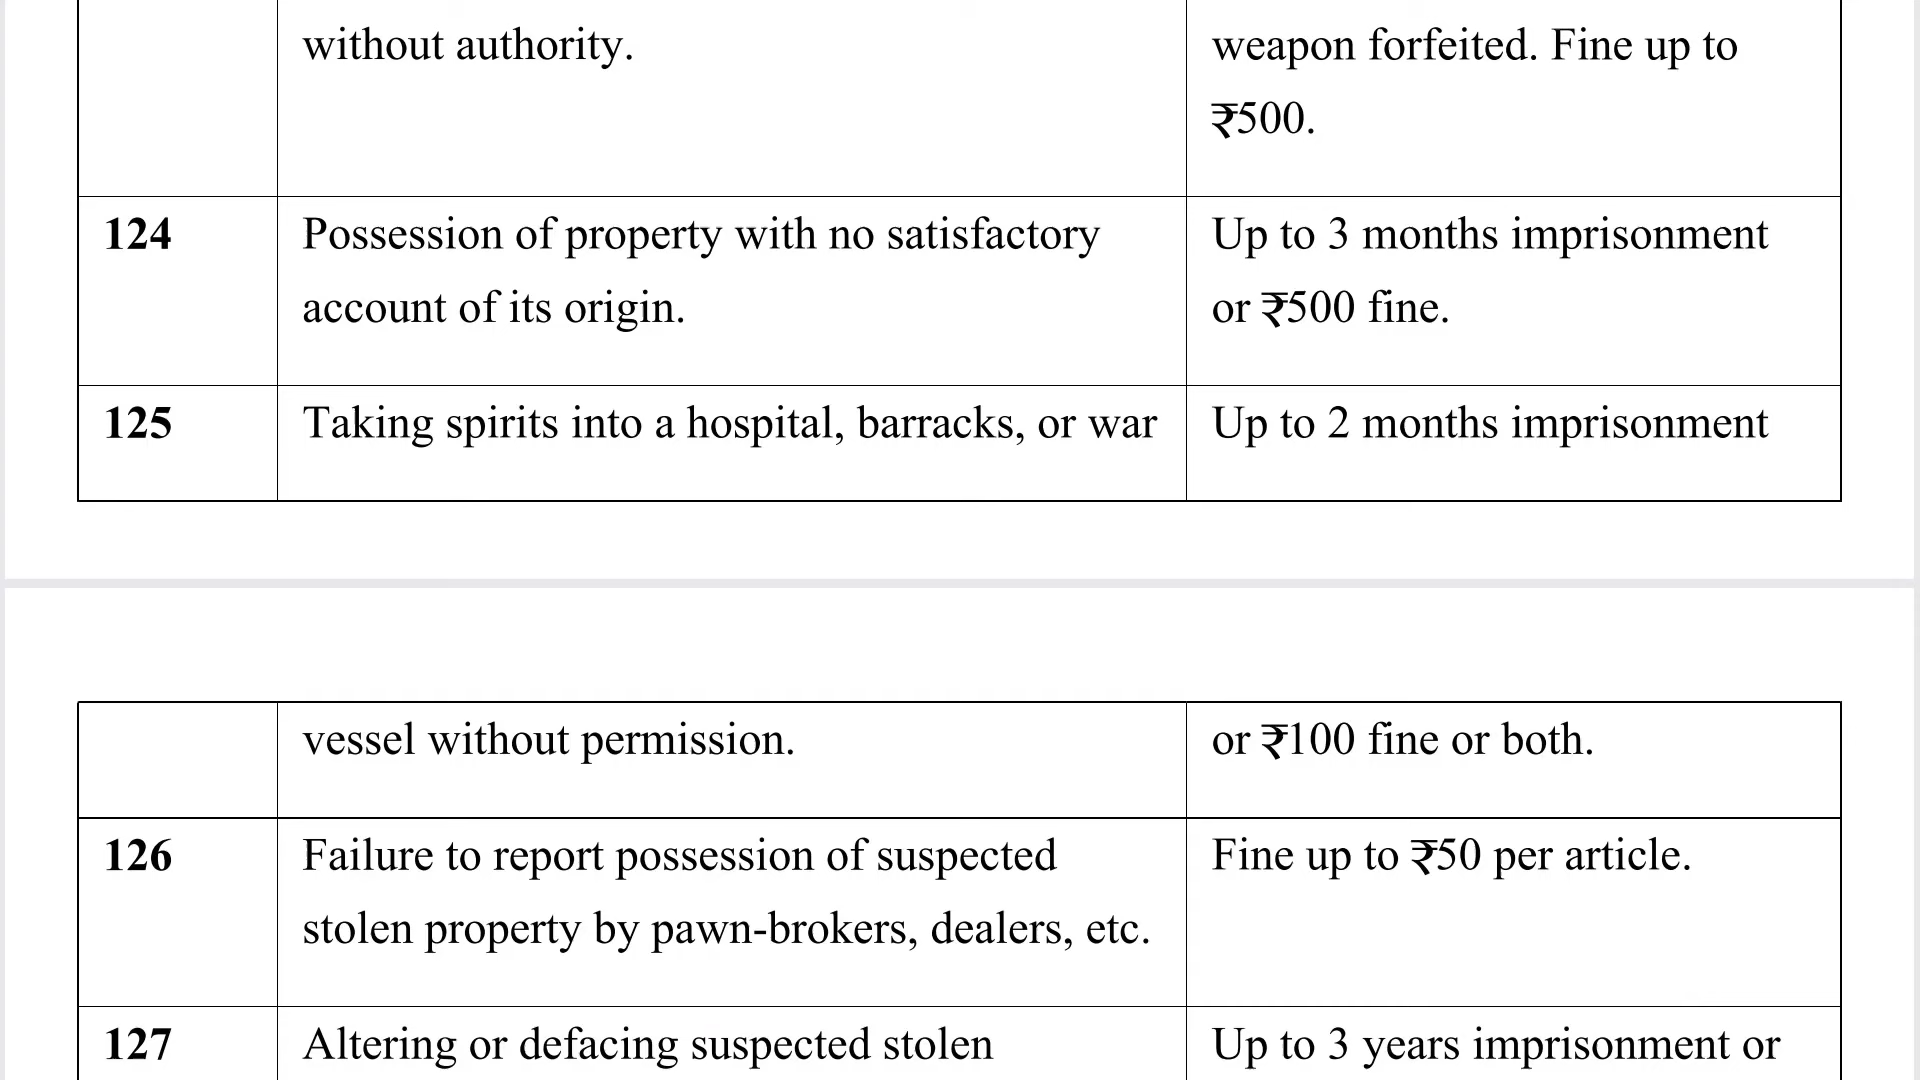 without authority.
weapon forfeited. Fine up to
₹500.
124
Possession of property with no satisfactory
account of its origin.
Up to 3 months imprisonment
or ₹500 fine.
125
Taking spirits into a hospital, barracks, or war
Up to 2 months imprisonment
vessel without permission.
or ₹100 fine or both.
126
Failure to report possession of suspected
stolen property by pawn-brokers, dealers, etc.
Fine up to ₹50 per article.
127
Altering or defacing suspected stolen
Up to 3 years imprisonment or